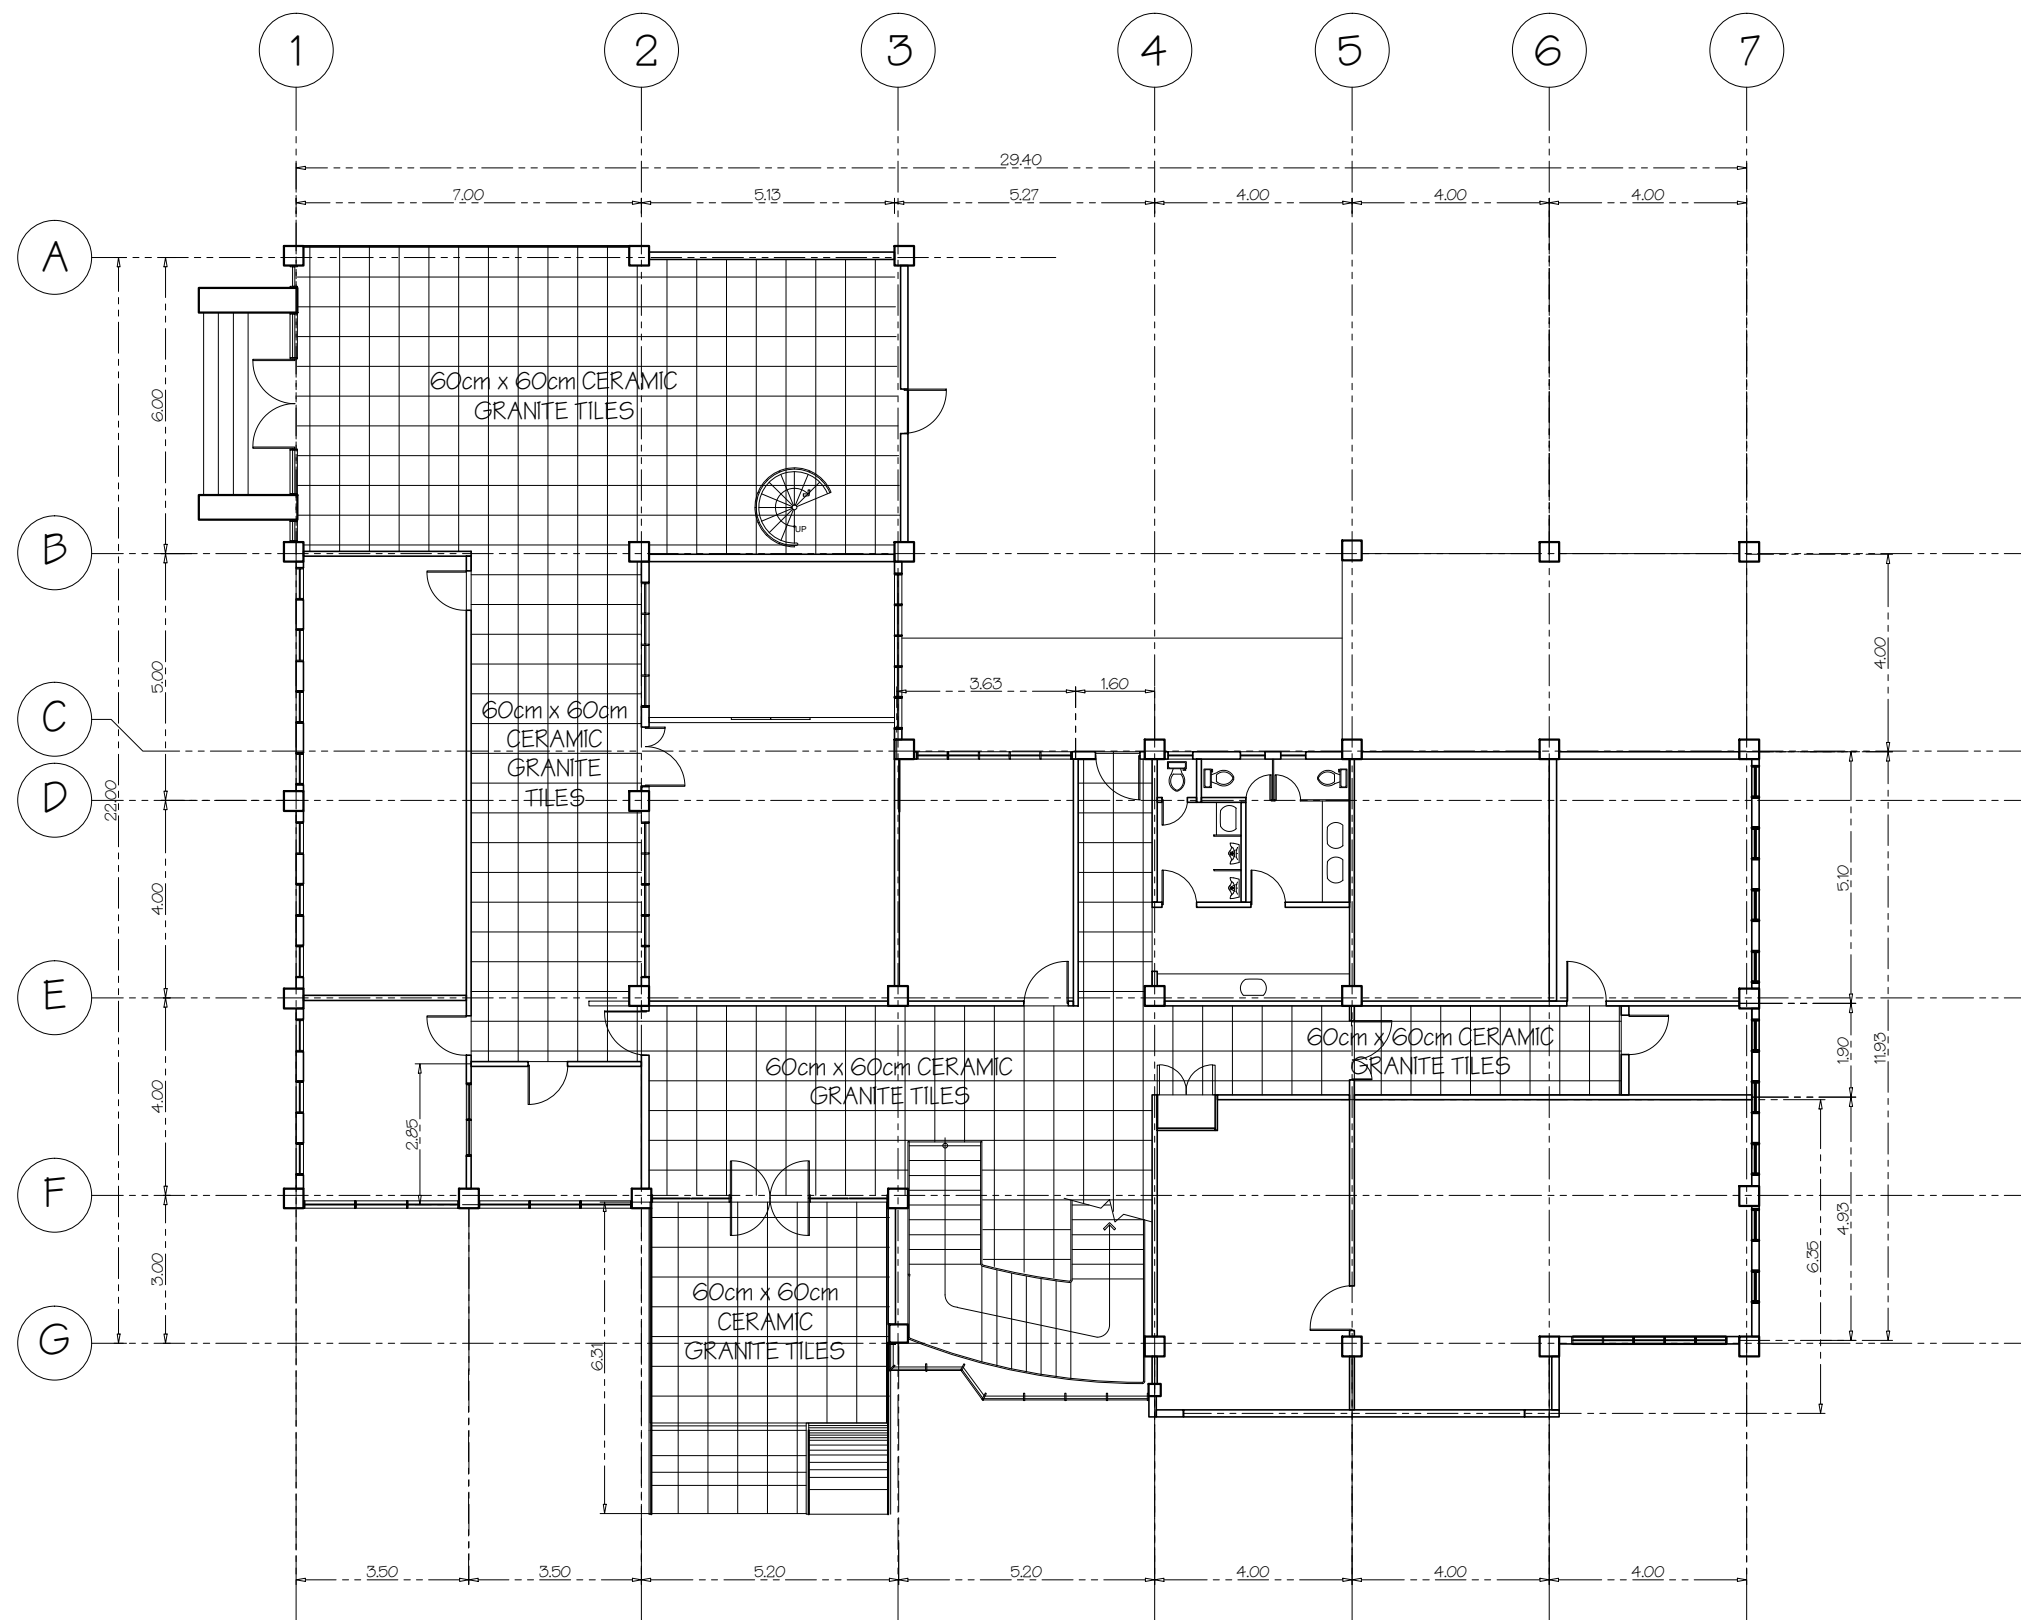 1 2 3 4 5 6 7
29.40
7.00 5.13 5.27 4.00 4.00 4.00
A
60cm x 60cm CERAMIC
GRANITE TILES
6.00
UP
B
5.00
4.00
3.63 1.60
C
60cm x 60cm
CERAMIC
GRANITE
TILES
D
22.00
4.00
5.10
E
60cm x 60cm CERAMIC
GRANITE TILES
60cm x 60cm CERAMIC
GRANITE TILES
1.90
11.93
4.00
2.85
F
4.93
6.35
3.00
60cm x 60cm
CERAMIC
GRANITE TILES
G
6.31
3.50 3.50 5.20 5.20 4.00 4.00 4.00